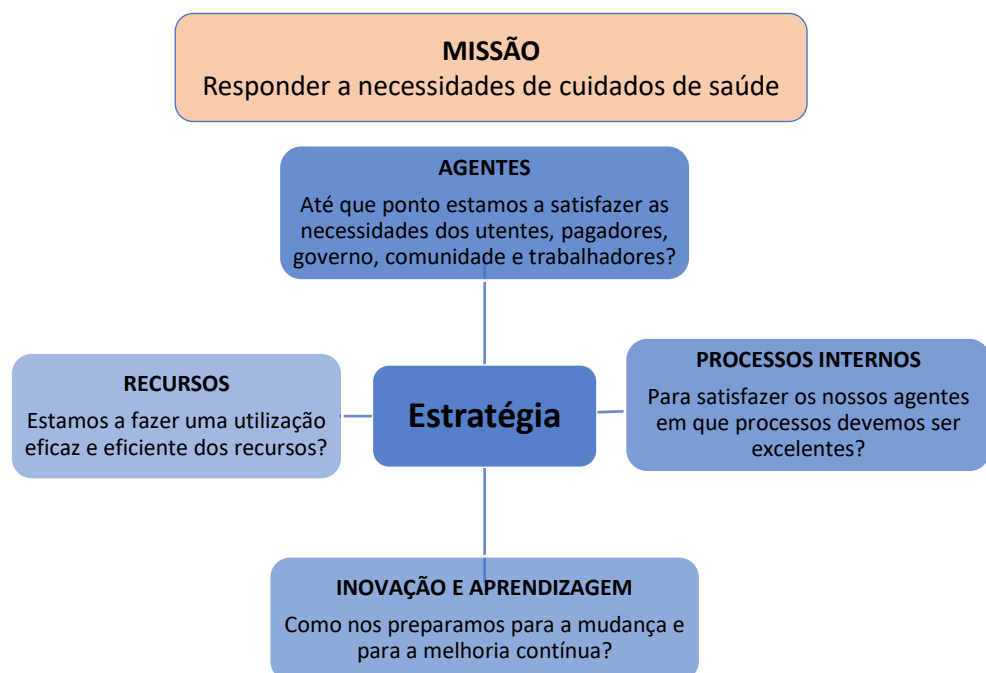 MISSÃO
Responder a necessidades de cuidados de saúde
AGENTES
Até que ponto estamos a satisfazer as
necessidades dos utentes, pagadores,
governo, comunidade e trabalhadores?
RECURSOS
Estamos a fazer uma utilização
eficaz e eficiente dos recursos?
Estratégia
PROCESSOS INTERNOS
Para satisfazer os nossos agentes
em que processos devemos ser
excelentes?
INOVAÇÃO E APRENDIZAGEM
Como nos preparamos para a mudança e
para a melhoria contínua?